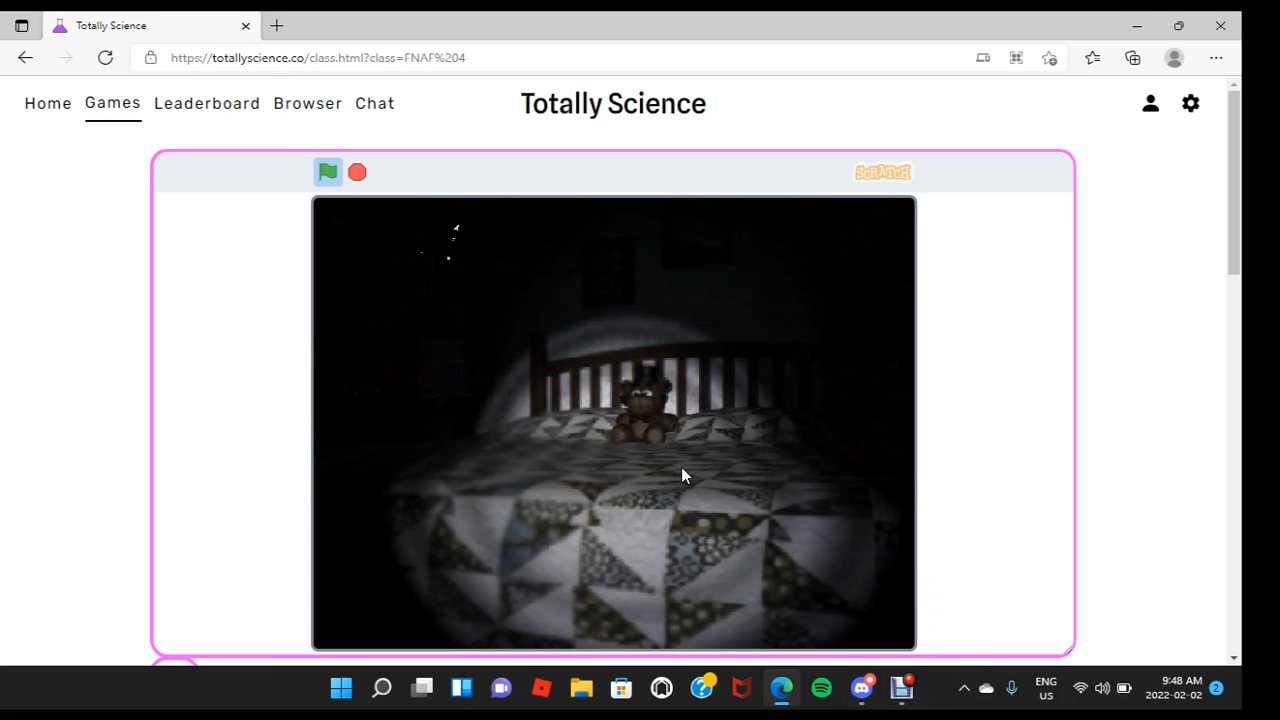 Totally Science
https://totallyscience.co/class.html?class=FNAF%204
Home Games Leaderboard Browser Chat
Totally Science
SCRATCH
ENG
US
9:48 AM
2022-02-02
2